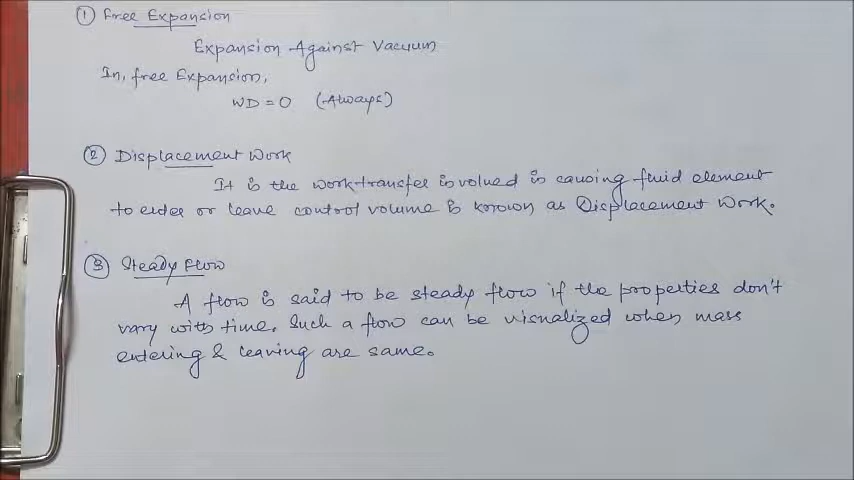 ① Free Expansion
Expansion Against Vacuum
In, free Expansion,
WD = 0 (Always)
② Displacement Work
It is the work transfer is volued is causing fluid element
to enter or leave control volume is known as Displacement Work.
③ Steady Flow
A flow is said to be steady flow if the properties don't
vary with time. Such a flow can be visualized when mass
entering & leaving are same.